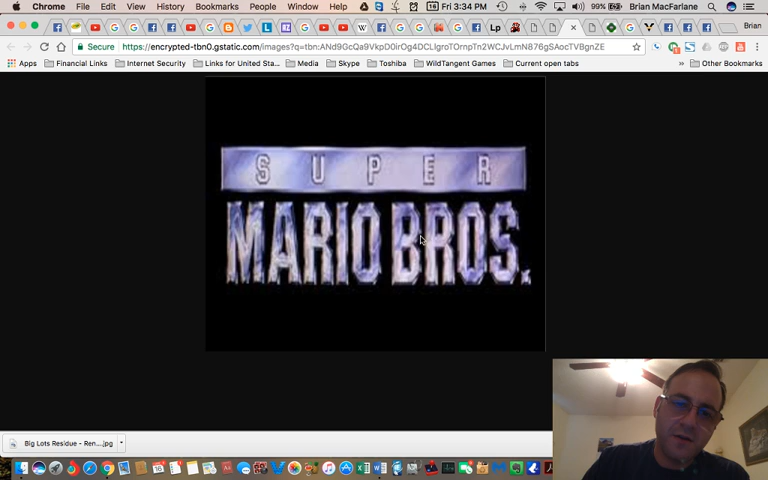 Chrome File Edit View History Bookmarks People Window Help 16 99% Fri 3:34 PM Brian MacFarlane
Brian
Secure https://encrypted-tbn0.gstatic.com/images?q=tbn:
Apps Financial Links Internet Security Links for United Sta... Media Skype Toshiba WildTangent Games Current open tabs » Other Bookmarks
SUPER
MARIO BROS.
Big Lots Residue - Ren....jpg